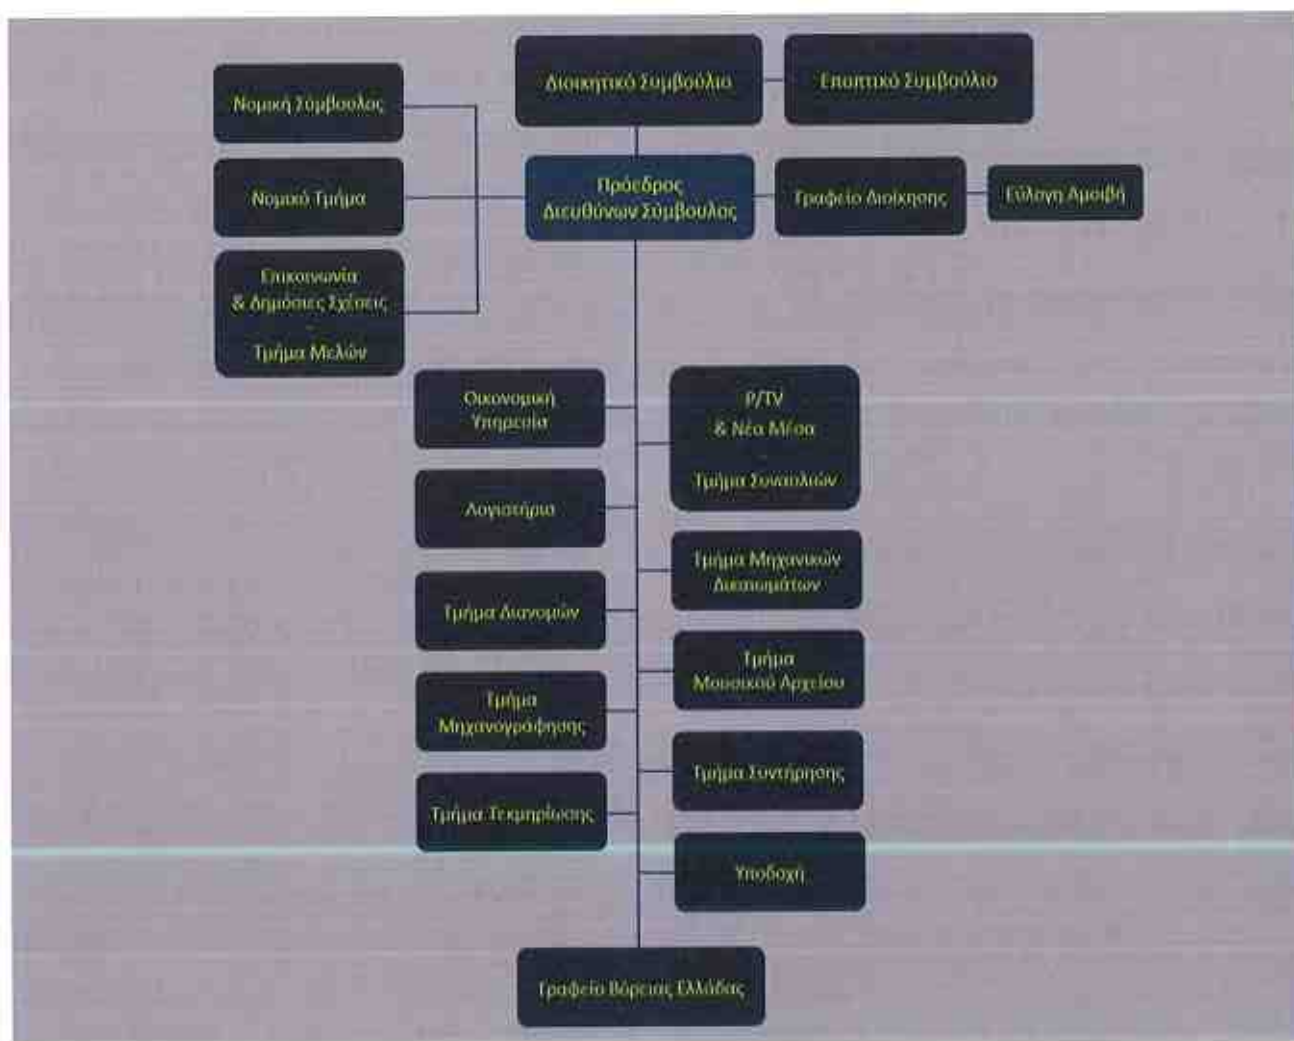 Διοικητικό Συμβούλιο
Εποπτικό Συμβούλιο
Νομική Σύμβουλος
Νομικό Τμήμα
Επικοινωνία
& Δημόσιες Σχέσεις
-
Τμήμα Μελών
Πρόεδρος
Διευθύνων Σύμβουλος
Γραφείο Διοίκησης
Εύλογη Αμοιβή
Οικονομική
Υπηρεσία
Ρ/TV
& Νέα Μέσα
-
Τμήμα Συναυλιών
Λογιστήριο
Τμήμα Μηχανικών
Δικαιωμάτων
Τμήμα Διανομών
Τμήμα
Μουσικού Αρχείου
Τμήμα
Μηχανογράφησης
Τμήμα Συντήρησης
Τμήμα Τεκμηρίωσης
Υποδοχή
Γραφείο Βόρειας Ελλάδας